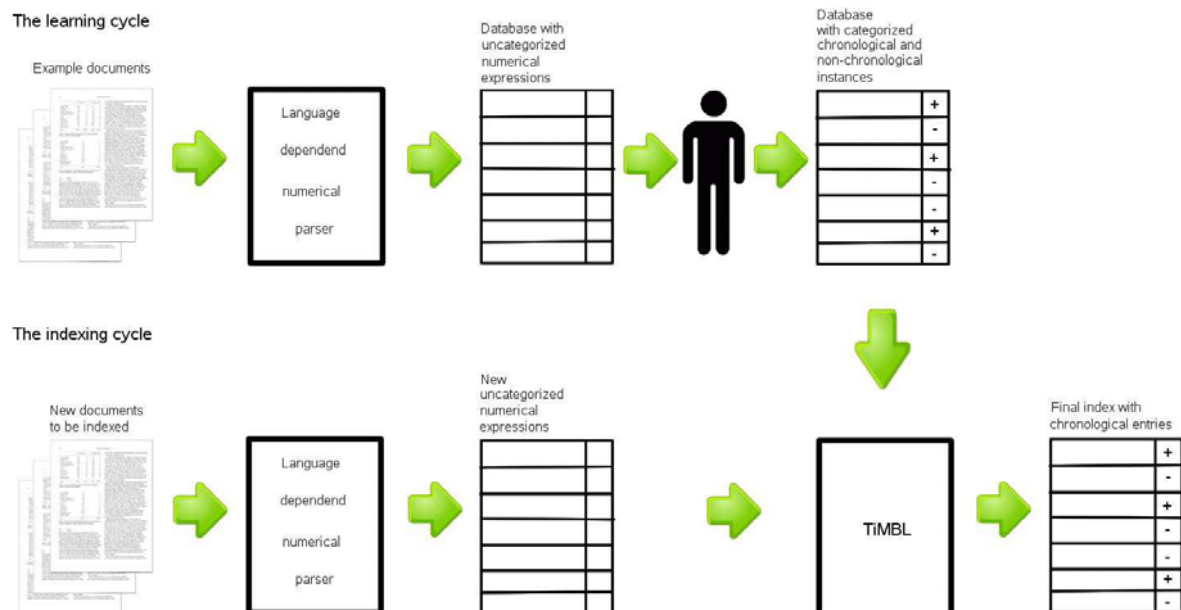 The learning cycle
Example documents
Language
dependend
numerical
parser
Database with
uncategorized
numerical
expressions
Database
with categorized
chronological and
non-chronological
instances
+
-
+
-
-
+
-
The indexing cycle
New documents
to be indexed
Language
dependend
numerical
parser
New
uncategorized
numerical
expressions
TiMBL
Final index with
chronological entries
+
-
+
-
-
+
-